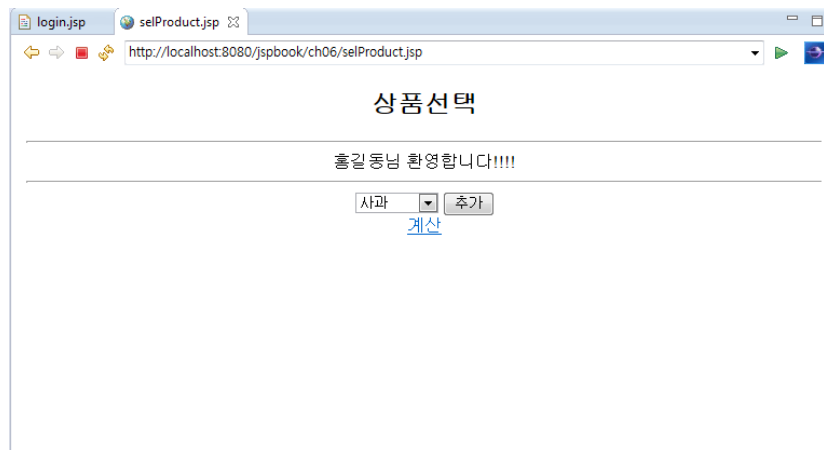 login.jsp
selProduct.jsp
http://localhost:8080/jspbook/ch06/selProduct.jsp
상품선택
홍길동님 환영합니다!!!!
사과 추가
계산